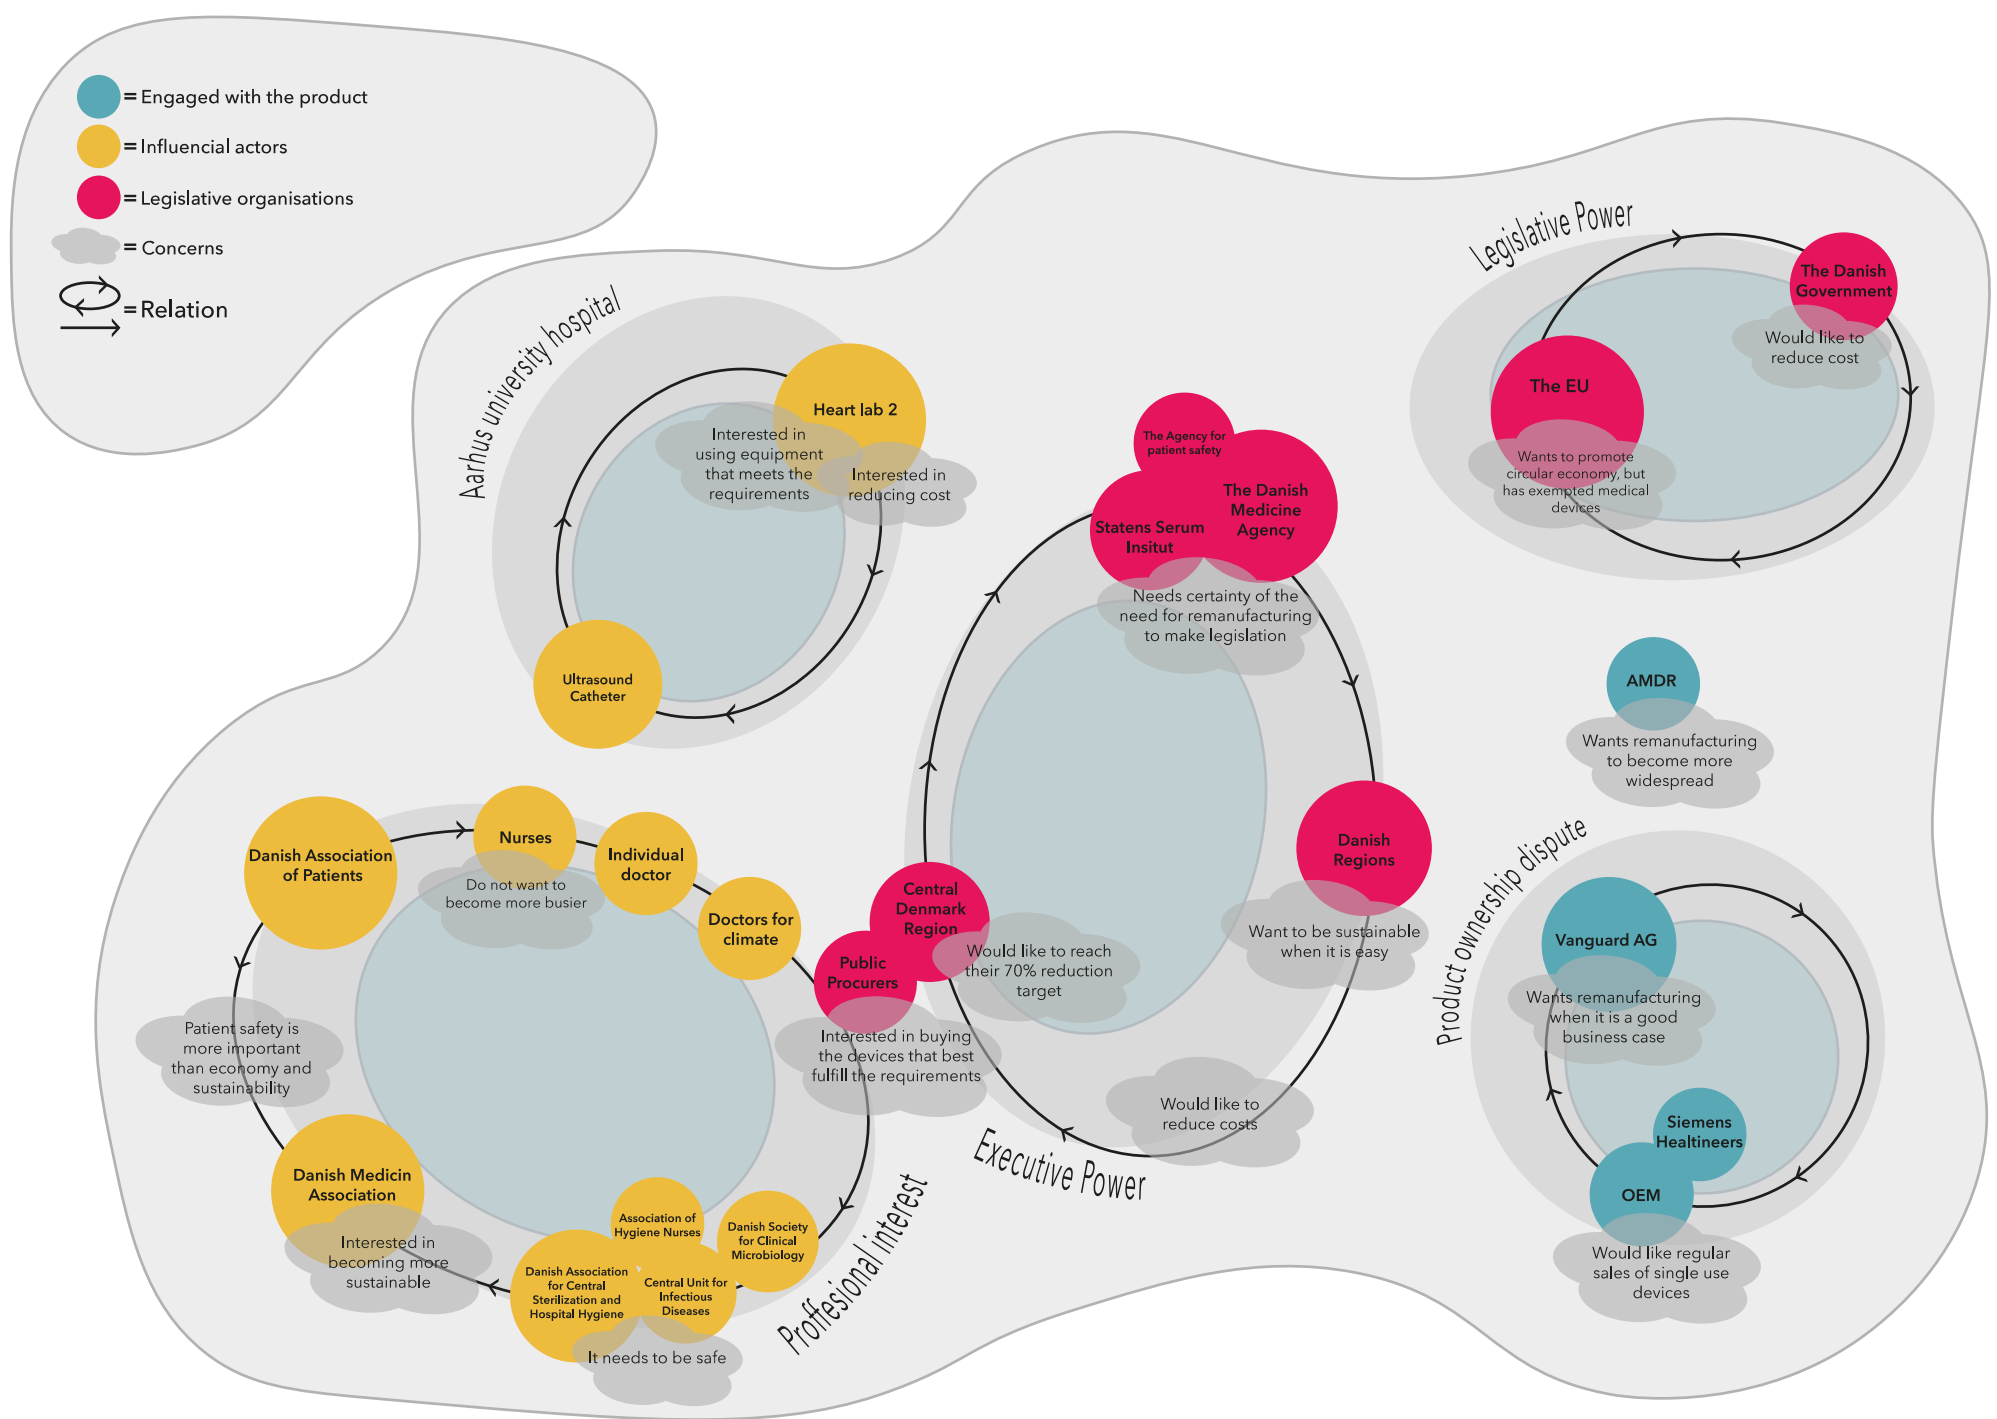 = Engaged with the product
= Influencial actors
= Legislative organisations
= Concerns
= Relation
Aarhus university hospital
Heart lab 2
Interested in
using equipment
that meets the
requirements
Interested in
reducing cost
Ultrasound
Catheter
Legislative Power
The Danish
Government
Would like to
reduce cost
The EU
Wants to promote
circular economy, but
has exempted medical
devices
The Agency for
patient safety
The Danish
Medicine
Agency
Statens Serum
Insitut
Needs certainty of the
need for remanufacturing
to make legislation
Danish
Regions
Want to be sustainable
when it is easy
Central
Denmark
Region
Would like to reach
their 70% reduction
target
Public
Procurers
Interested in buying
the devices that best
fulfill the requirements
Would like to
reduce costs
Executive Power
AMDR
Wants remanufacturing
to become more
widespread
Product ownership dispute
Vanguard AG
Wants remanufacturing
when it is a good
business case
Siemens
Healtineers
OEM
Would like regular
sales of single use
devices
Danish Association
of Patients
Nurses
Do not want to
become more busier
Individual
doctor
Doctors for
climate
Patient safety is
more important
than economy and
sustainability
Danish Medicin
Association
Interested in
becoming more
sustainable
Association of
Hygiene Nurses
Danish Society
for Clinical
Microbiology
Danish Association
for Central
Sterilization and
Hospital Hygiene
Central Unit for
Infectious
Diseases
It needs to be safe
Proffesional interest